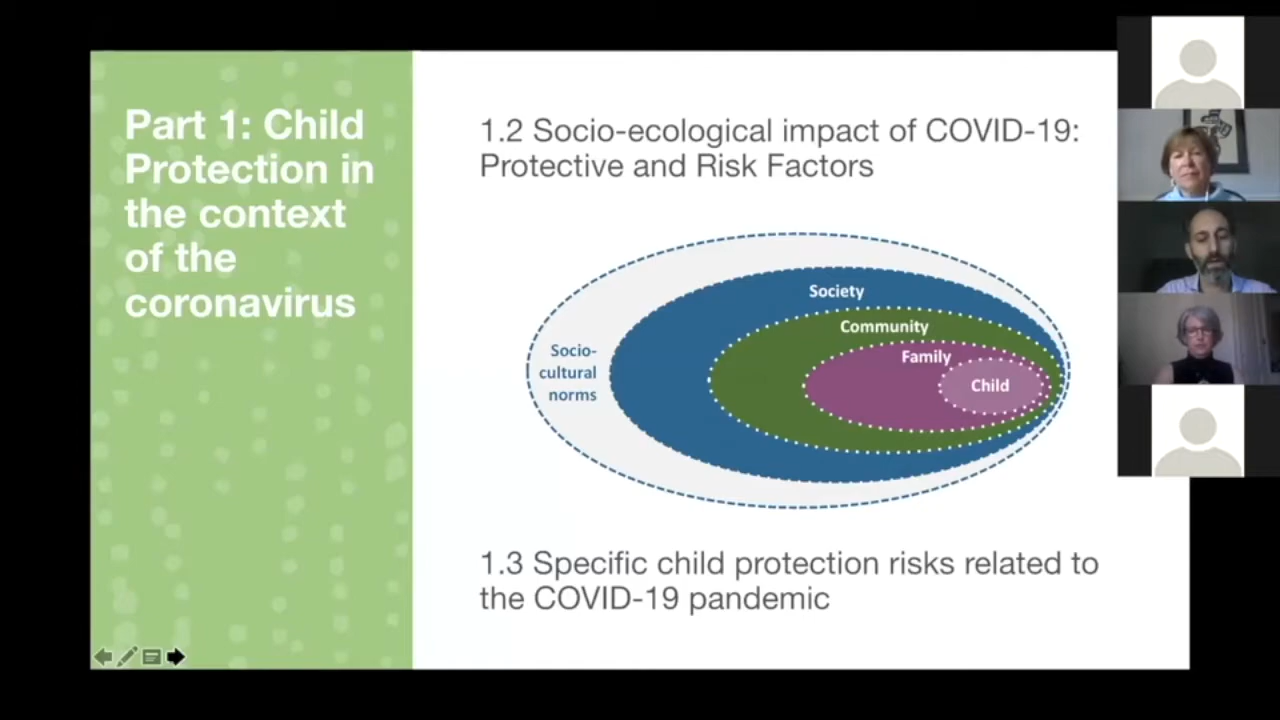 Part 1: Child
Protection in
the context
of the
coronavirus
1.2 Socio-ecological impact of COVID-19:
Protective and Risk Factors
Society
Community
Family
Child
Socio-
cultural
norms
1.3 Specific child protection risks related to
the COVID-19 pandemic